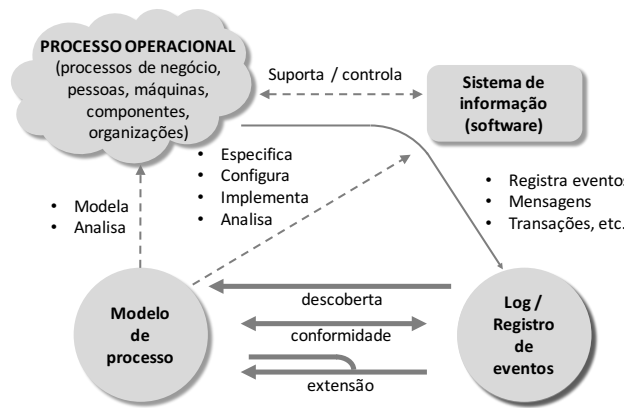 PROCESSO OPERACIONAL
(processos de negócio,
pessoas, máquinas,
componentes,
organizações)
Suporta / controla
Sistema de
informação
(software)
• Especifica
• Configura
• Implementa
• Analisa
• Registra eventos
• Mensagens
• Transações, etc.
• Modela
• Analisa
Modelo
de
processo
descoberta
conformidade
extensão
Log /
Registro
de
eventos